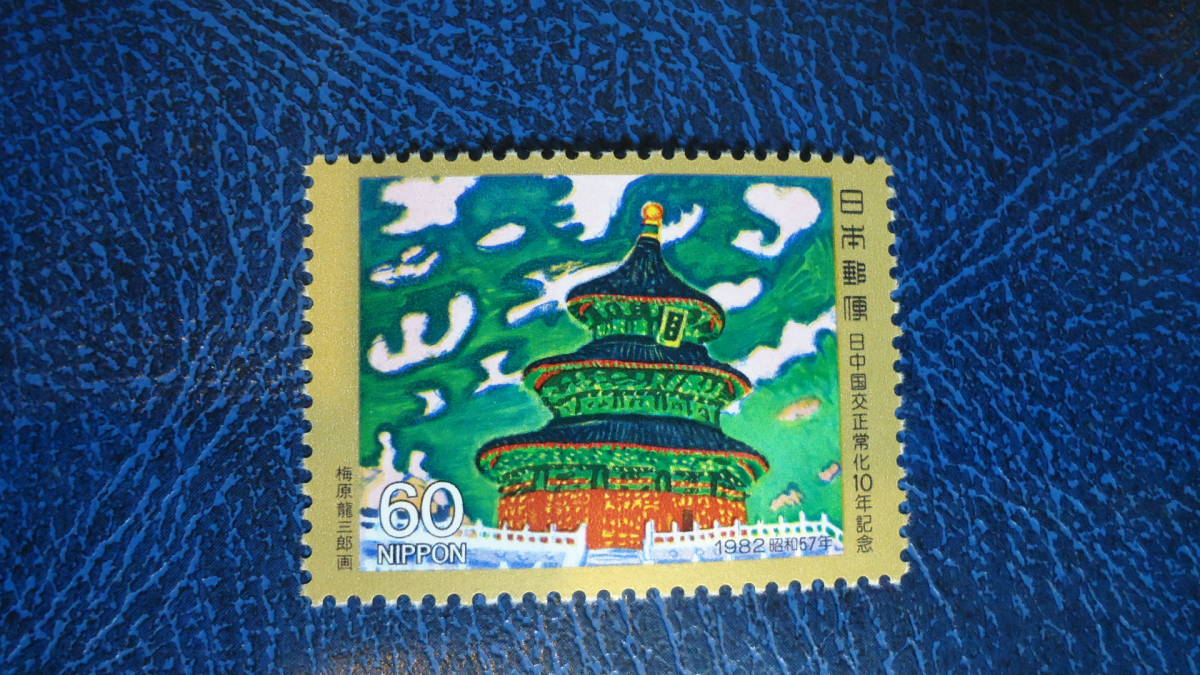 日本郵便
日中国交正常化10年記念
梅原龍三郎画
60
NIPPON
1982 昭和57年